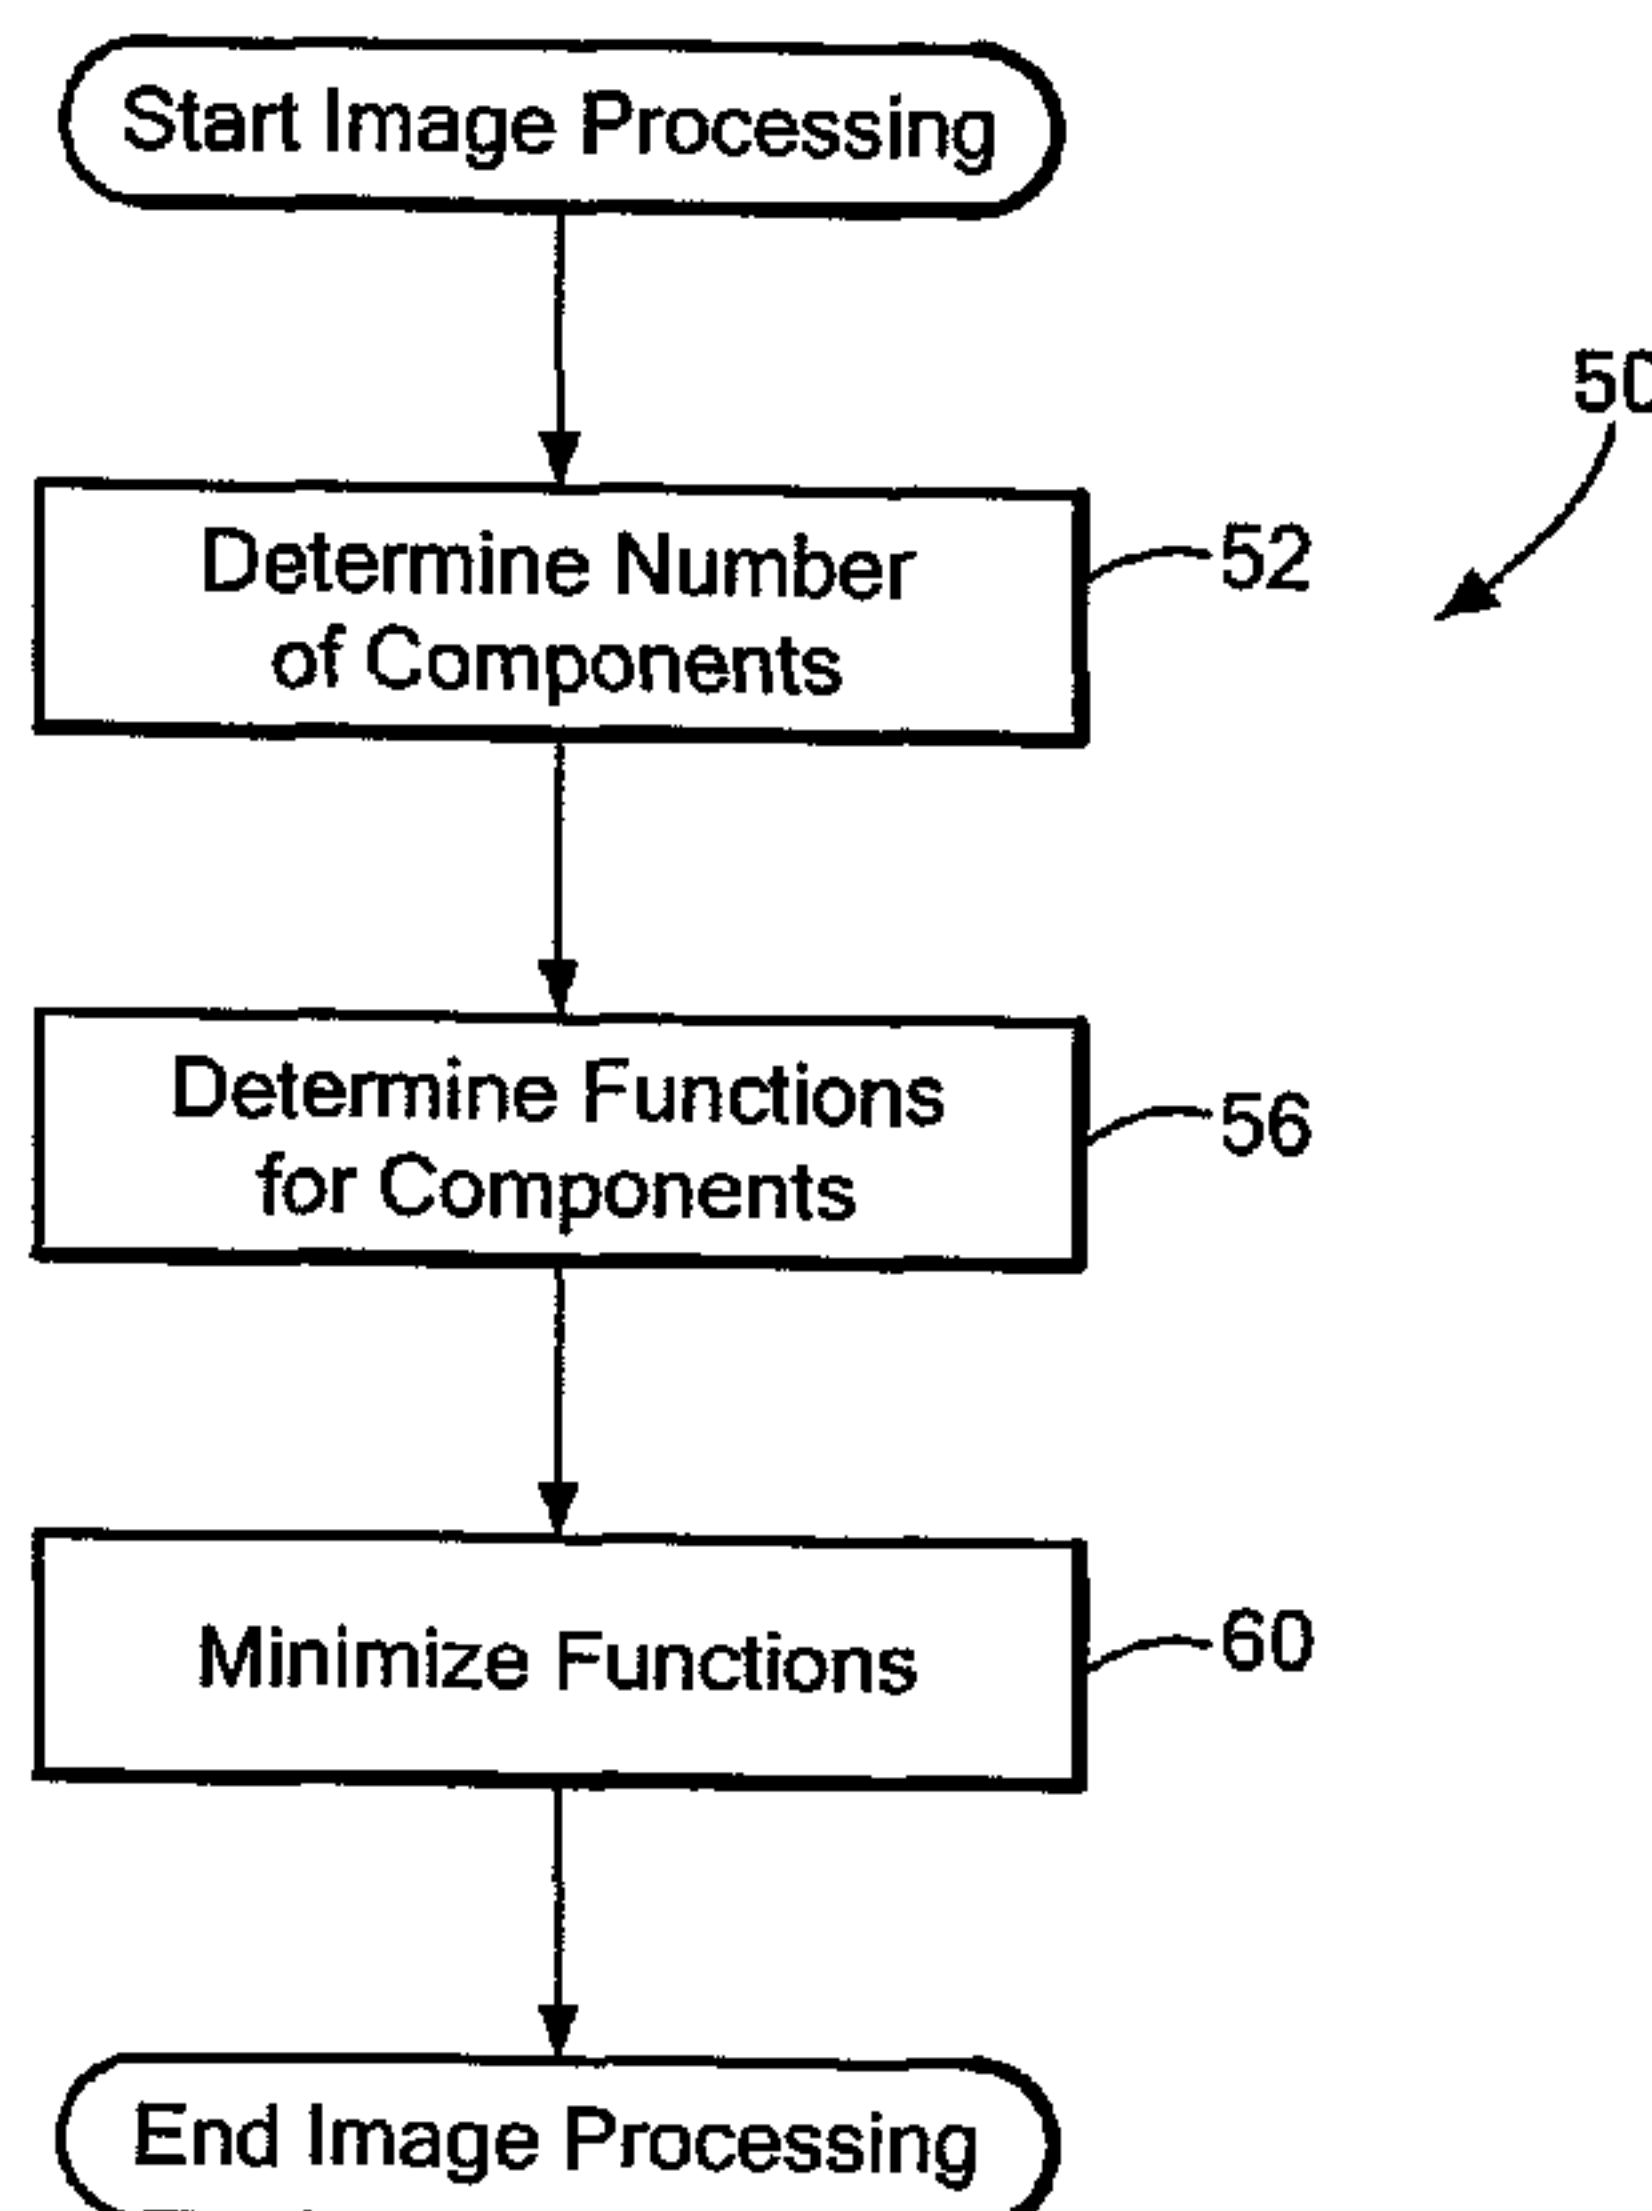 Start Image Processing
50
Determine Number
of Components
52
Determine Functions
for Components
56
Minimize Functions
60
End Image Processing